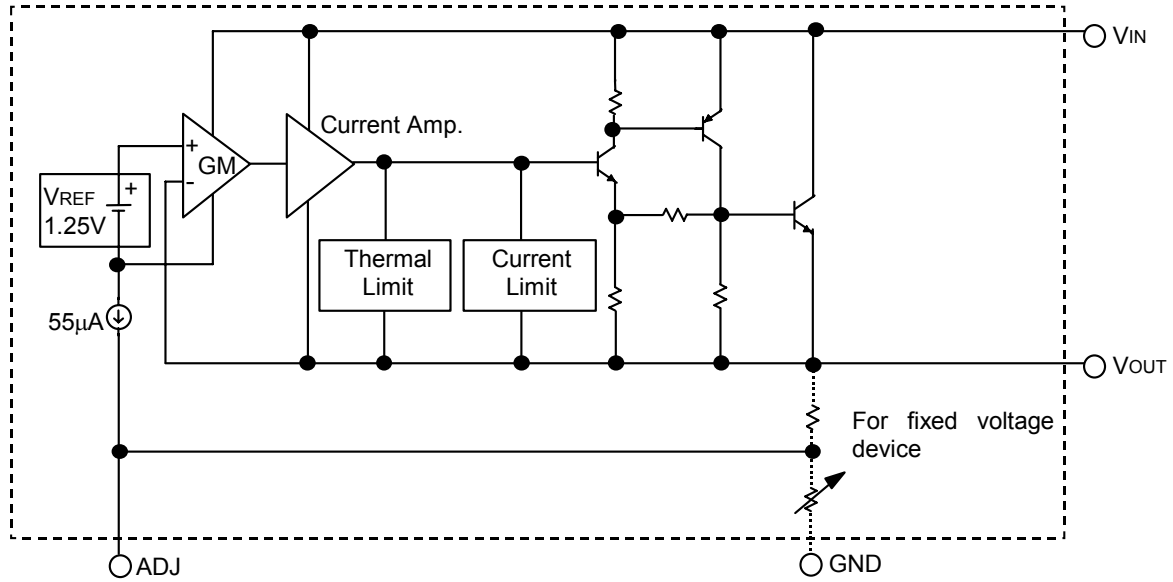 VIN
Current Amp.
+
GM
-
VREF
+
1.25V
Thermal
Limit
Current
Limit
55μA
VOUT
For fixed voltage
device
ADJ
GND